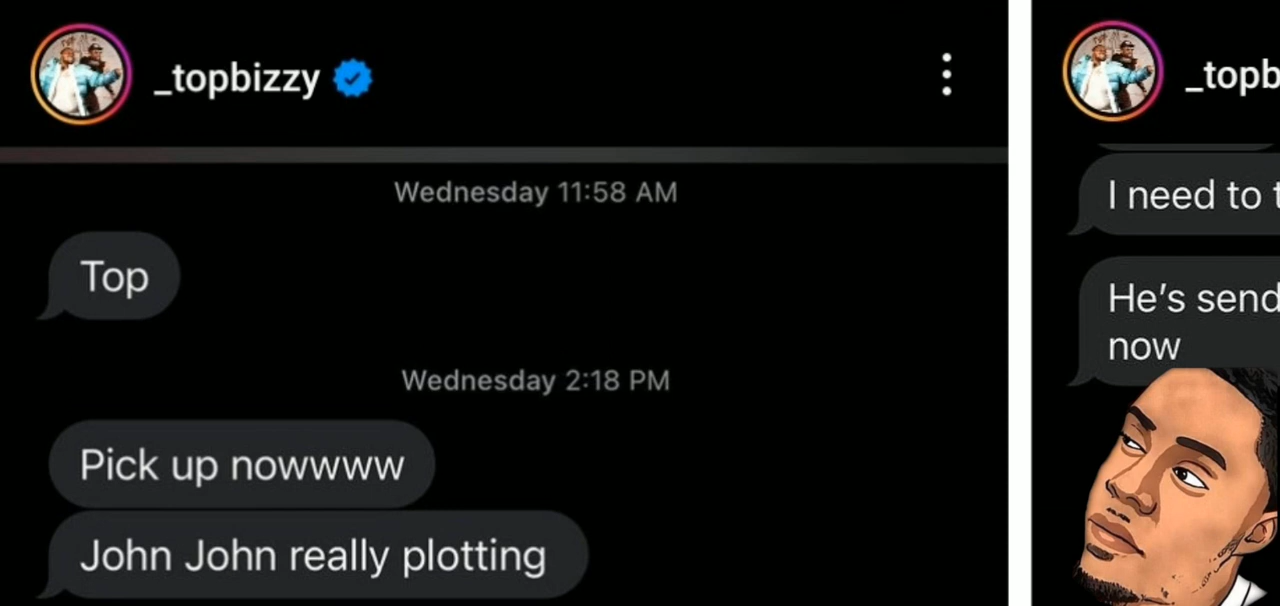 _topbizzy
Wednesday 11:58 AM
Top
Wednesday 2:18 PM
Pick up nowwww
John John really plotting
_topb
I need to t
He's send
now